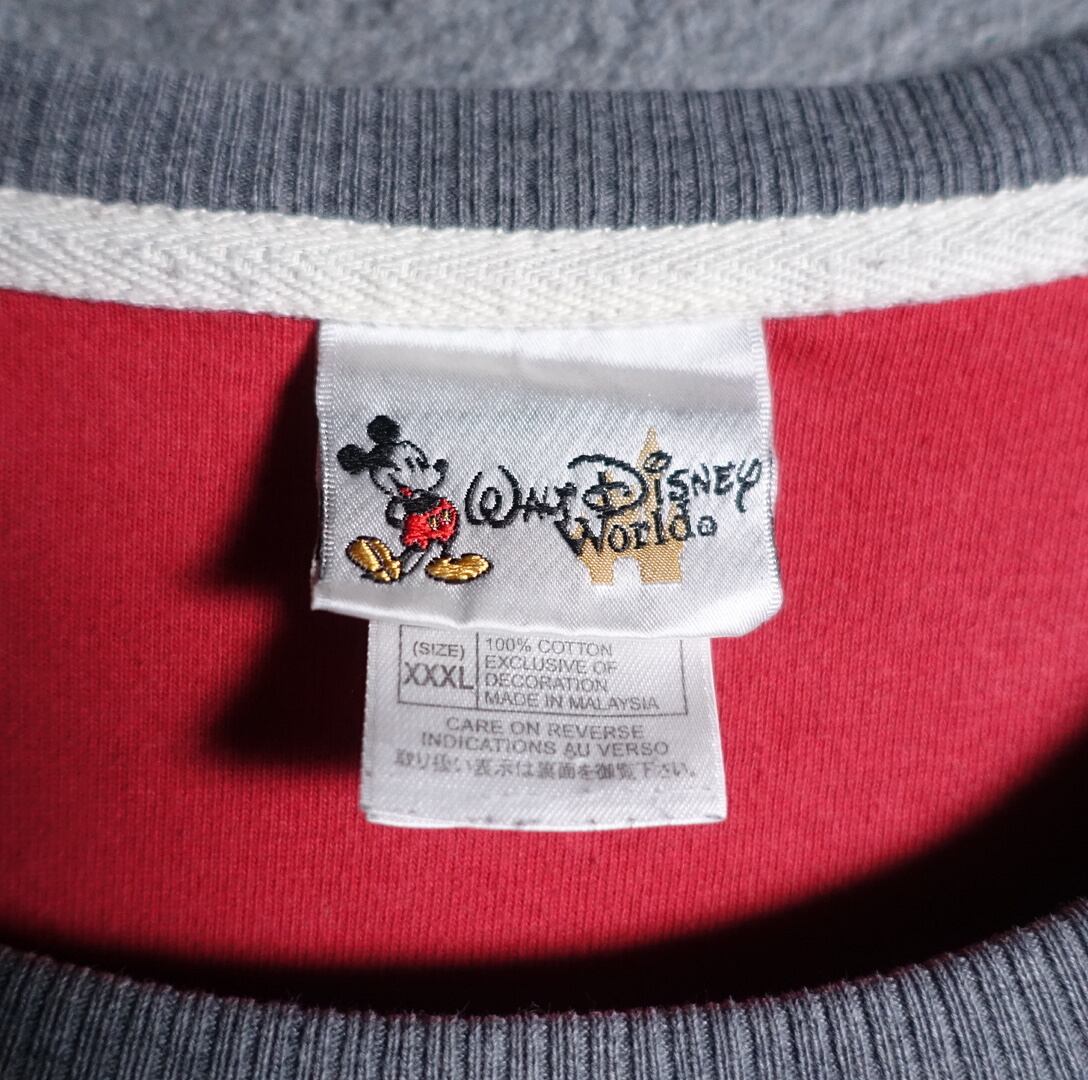 Walt Disney
World®
(SIZE)
XXXL
100% COTTON
EXCLUSIVE OF
DECORATION
MADE IN MALAYSIA
CARE ON REVERSE
INDICATIONS AU VERSO
取り扱い表示は裏面を御覧下さい。